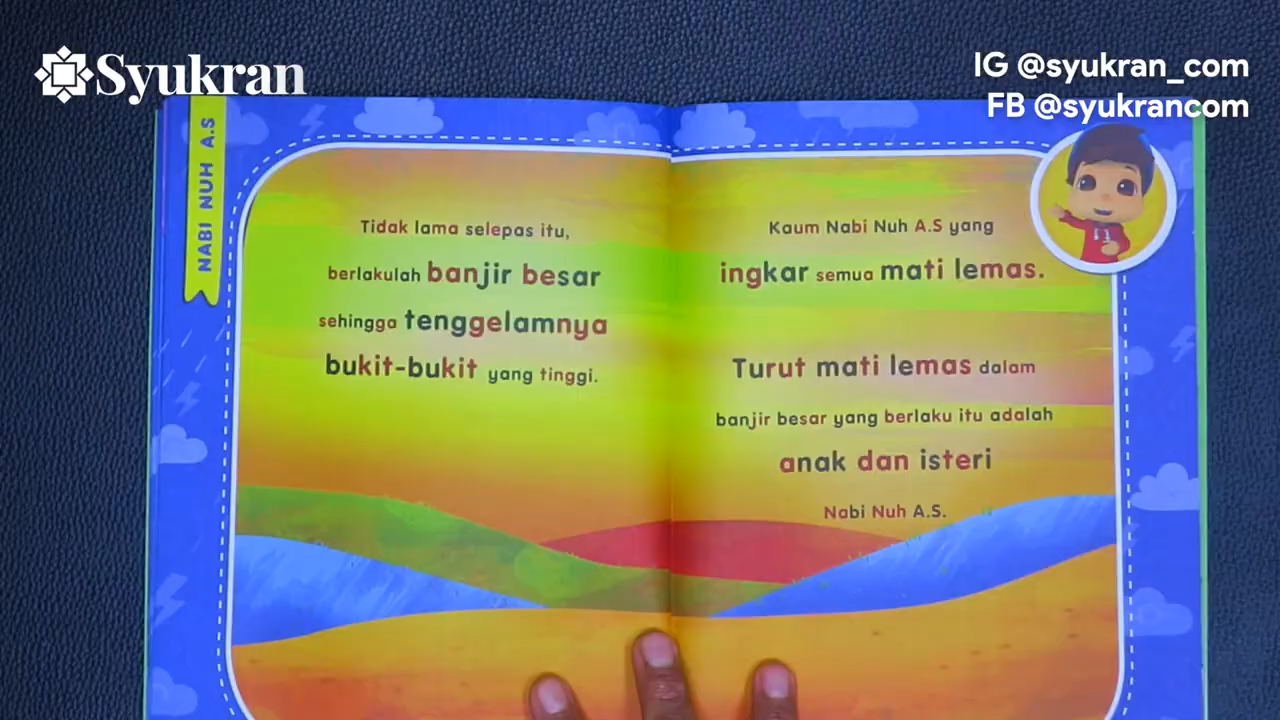 Syukran
IG @syukran_com
FB @syukrancom
NABI NUH A.S
Tidak lama selepas itu,
berlakulah banjir besar
sehingga tenggelamnya
bukit-bukit yang tinggi.
Kaum Nabi Nuh A.S yang
ingkar semua mati lemas.
Turut mati lemas dalam
banjir besar yang berlaku itu adalah
anak dan isteri
Nabi Nuh A.S.